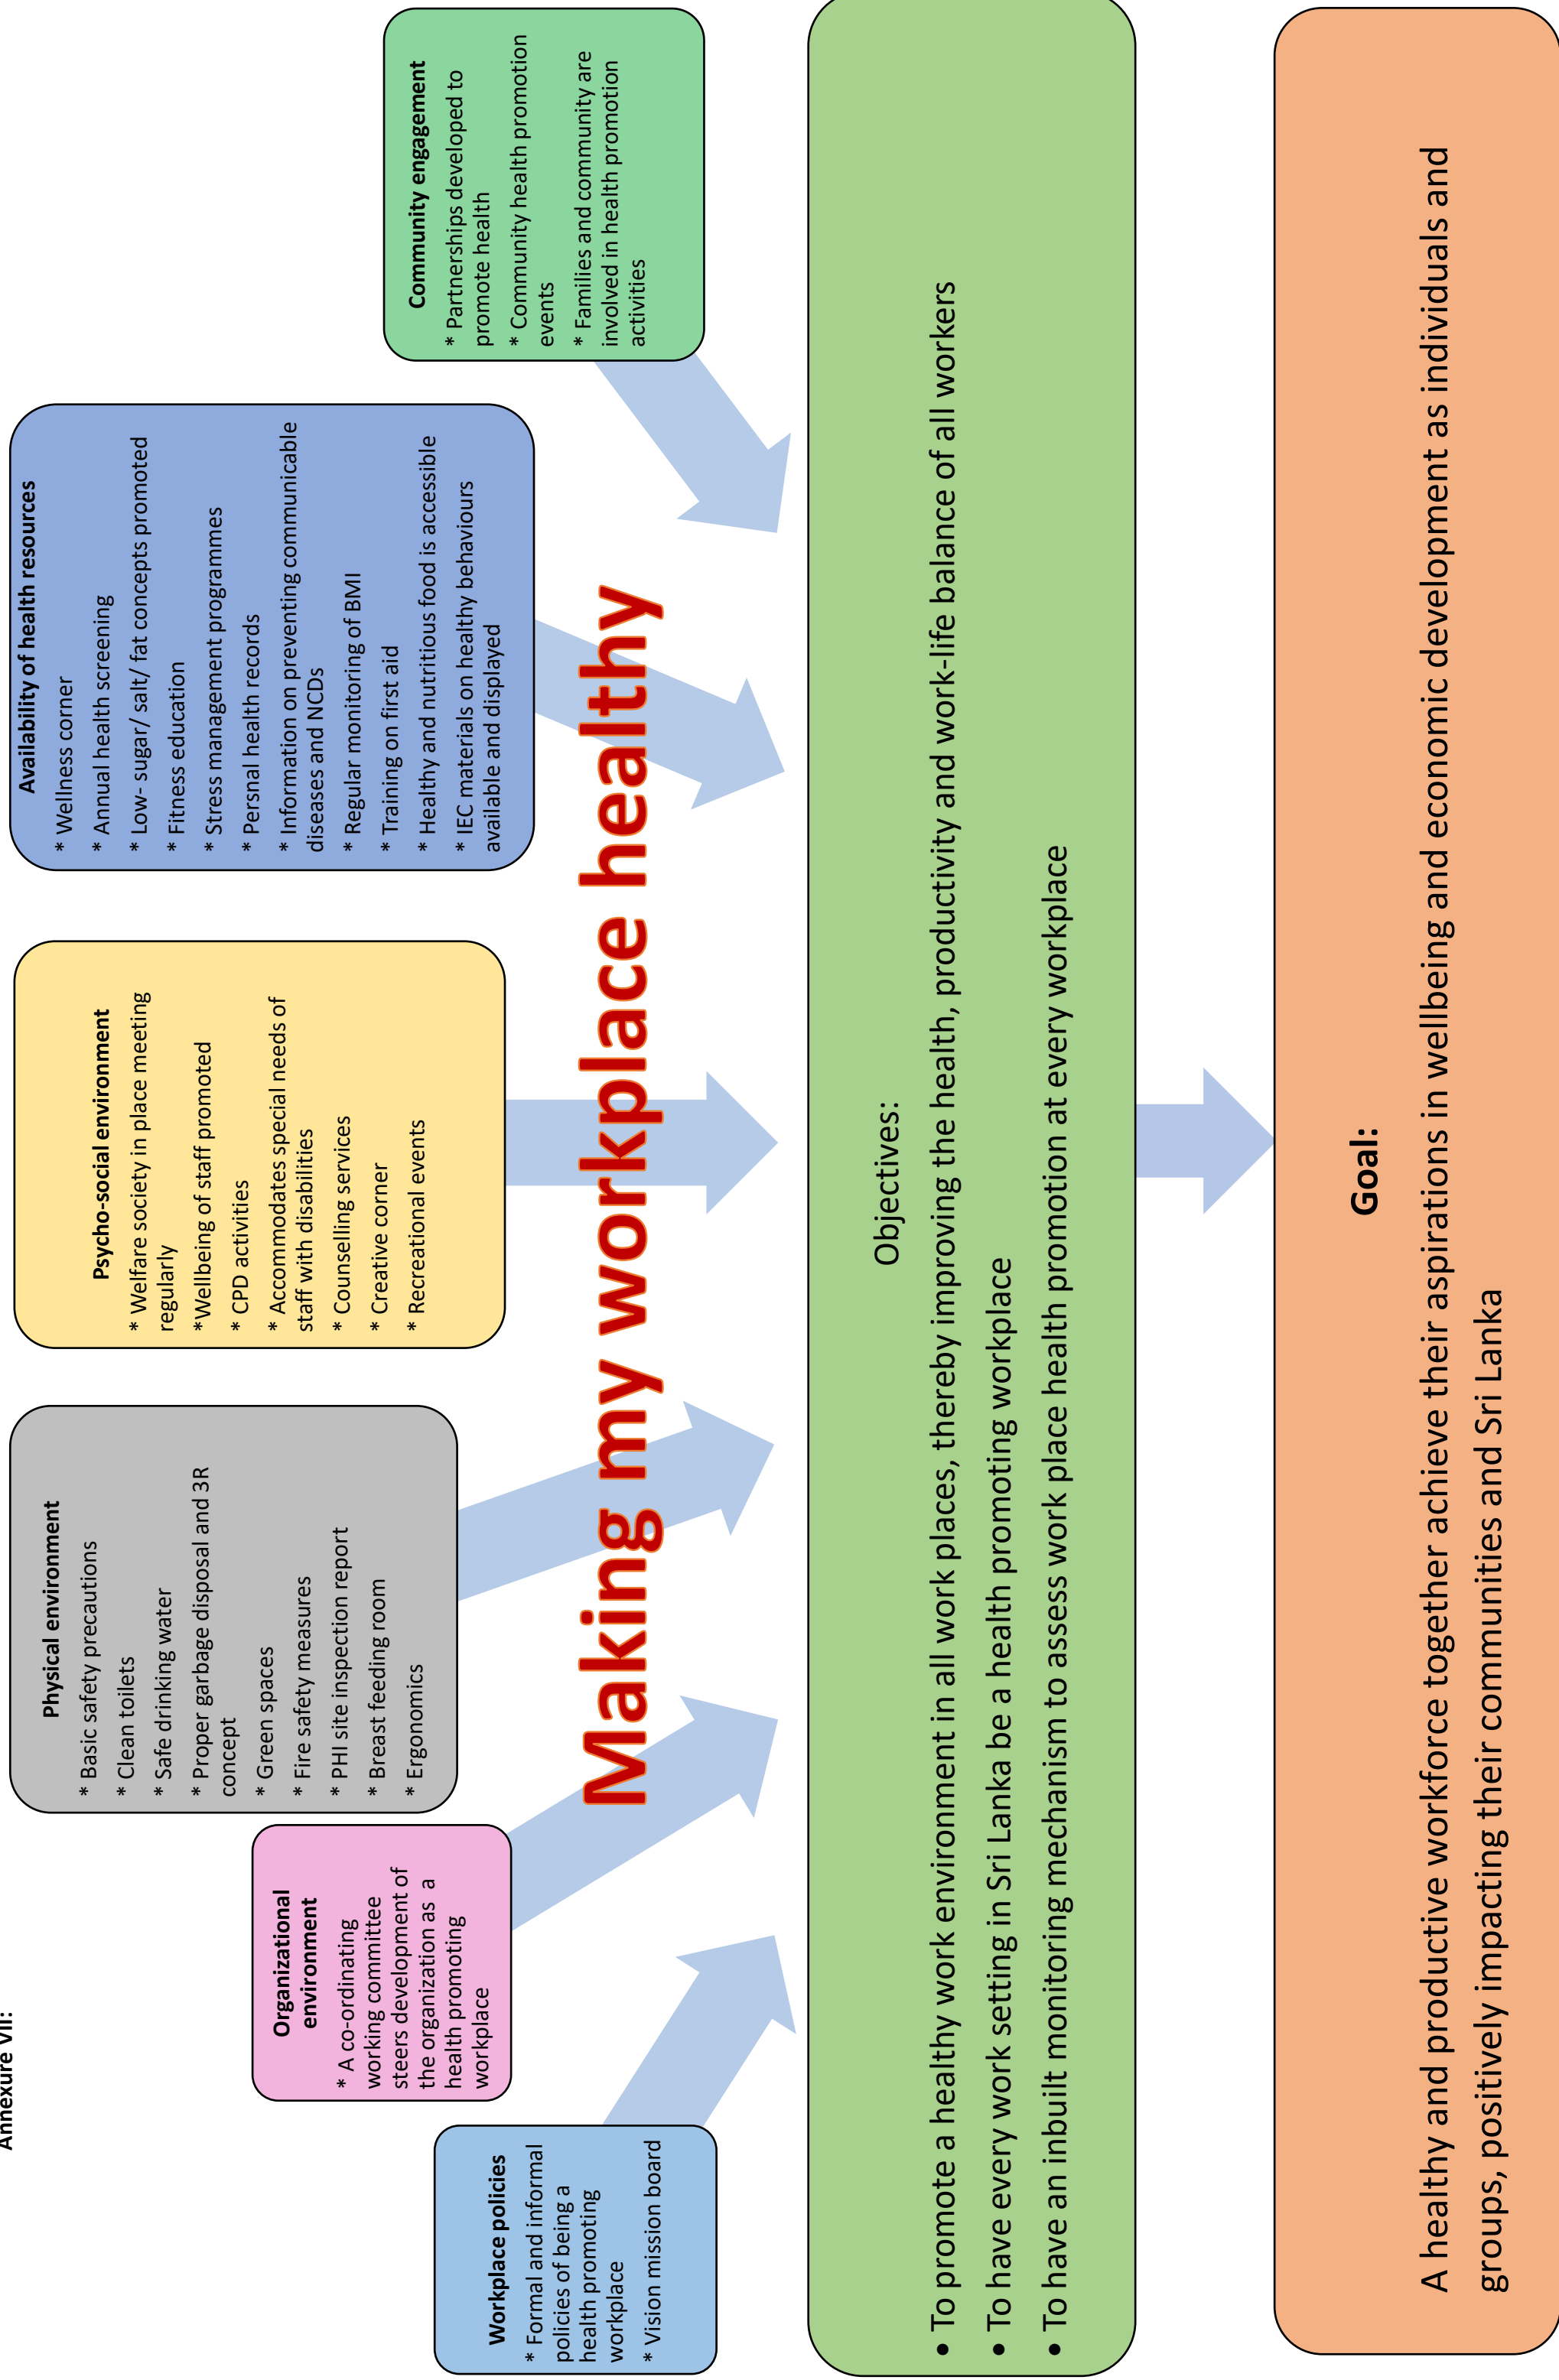 Annexure VII:
Workplace policies
* Formal and informal
policies of being a
health promoting
workplace
* Vision mission board
Organizational
environment
* A co-ordinating
working committee
steers development of
the organization as a
health promoting
workplace
Physical environment
* Basic safety precautions
* Clean toilets
* Safe drinking water
* Proper garbage disposal and 3R
concept
* Green spaces
* Fire safety measures
* PHI site inspection report
* Breast feeding room
* Ergonomics
Psycho-social environment
* Welfare society in place meeting
regularly
*Wellbeing of staff promoted
* CPD activities
* Accommodates special needs of
staff with disabilities
* Counselling services
* Creative corner
* Recreational events
Availability of health resources
* Wellness corner
* Annual health screening
* Low- sugar/ salt/ fat concepts promoted
* Fitness education
* Stress management programmes
* Persnal health records
* Information on preventing communicable
diseases and NCDs
* Regular monitoring of BMI
* Training on first aid
* Healthy and nutritious food is accessible
* IEC materials on healthy behaviours
available and displayed
Community engagement
* Partnerships developed to
promote health
* Community health promotion
events
* Families and community are
involved in health promotion
activities
Making my workplace healthy
Objectives:
• To promote a healthy work environment in all work places, thereby improving the health, productivity and work-life balance of all workers
• To have every work setting in Sri Lanka be a health promoting workplace
• To have an inbuilt monitoring mechanism to assess work place health promotion at every workplace
Goal:
A healthy and productive workforce together achieve their aspirations in wellbeing and economic development as individuals and
groups, positively impacting their communities and Sri Lanka